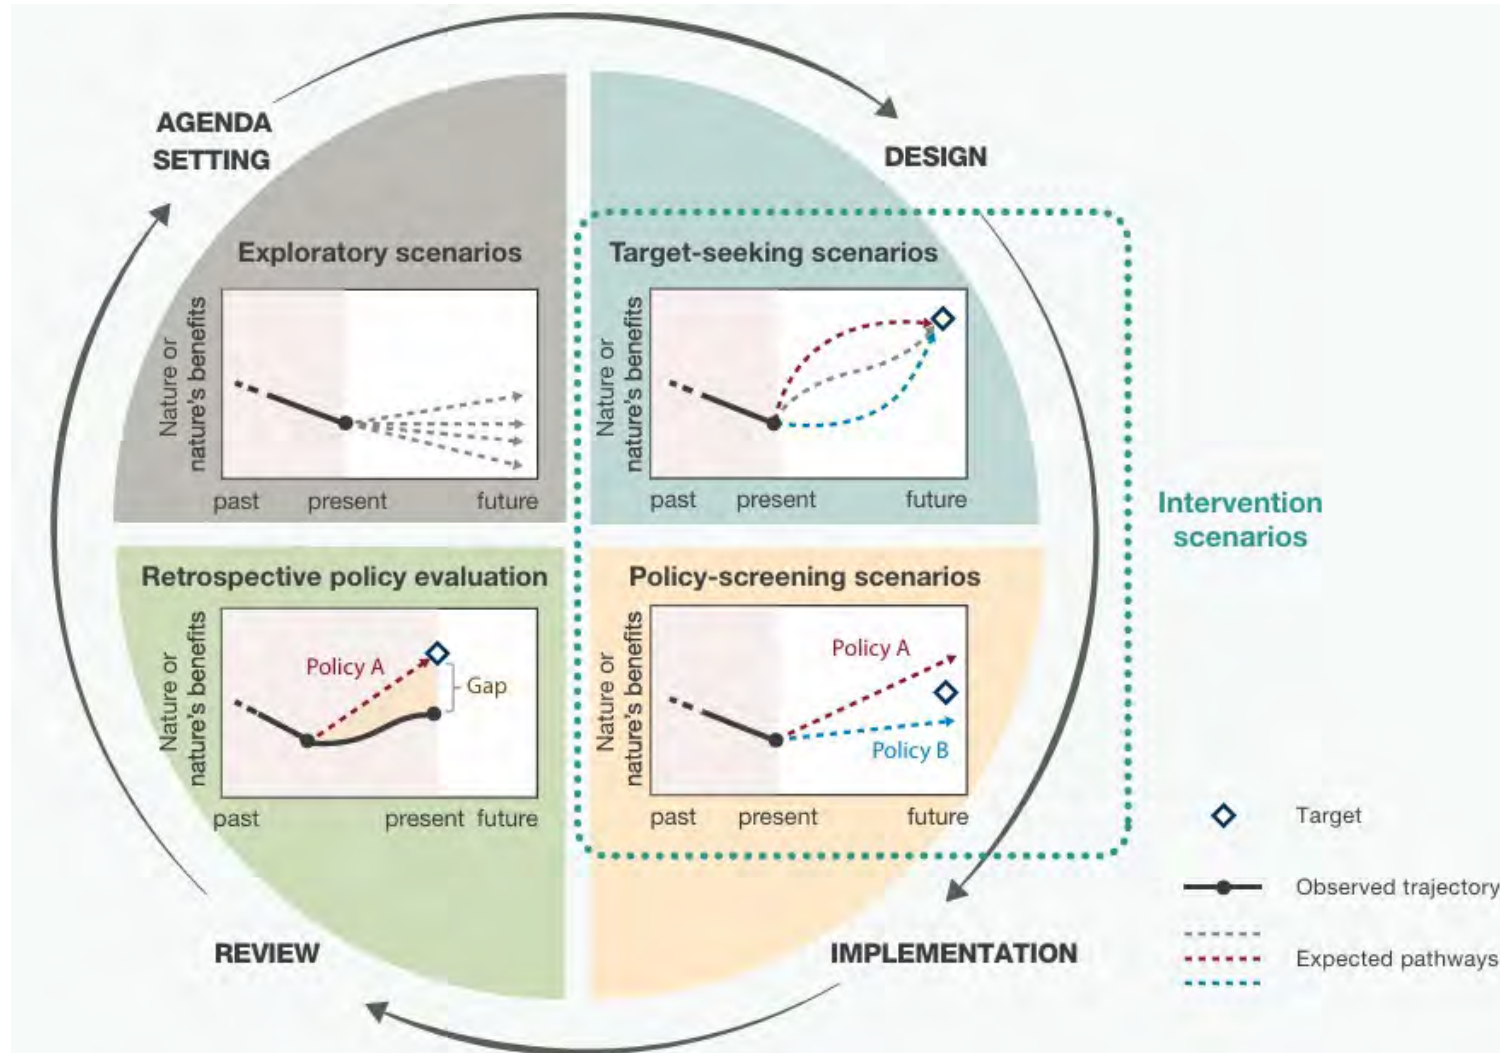 AGENDA
SETTING
DESIGN
Exploratory scenarios
Nature or
nature's benefits
past present future
Target-seeking scenarios
Nature or
nature's benefits
past present future
Intervention
scenarios
Retrospective policy evaluation
Nature or
nature's benefits
Policy A
Gap
past present future
Policy-screening scenarios
Nature or
nature's benefits
Policy A
Policy B
past present future
REVIEW
IMPLEMENTATION
Target
Observed trajectory
Expected pathways